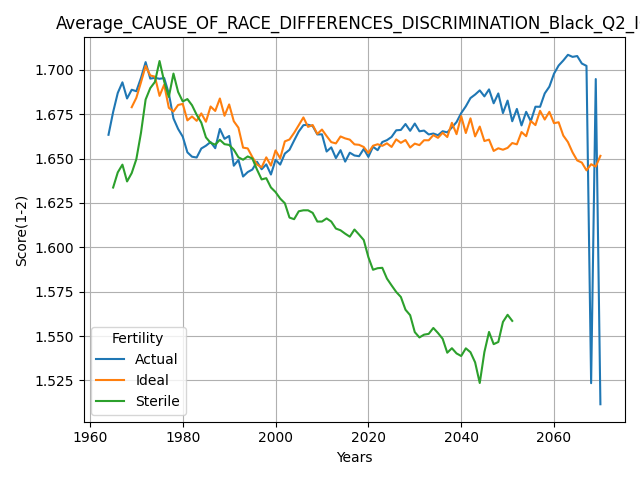 Average_CAUSE_OF_RACE_DIFFERENCES_DISCRIMINATION_Black_Q2_I
1.700
1.675
1.650
1.625
1.600
1.575
1.550
1.525
Score(1-2)
Fertility
Actual
Ideal
Sterile
1960 1980 2000 2020 2040 2060
Years